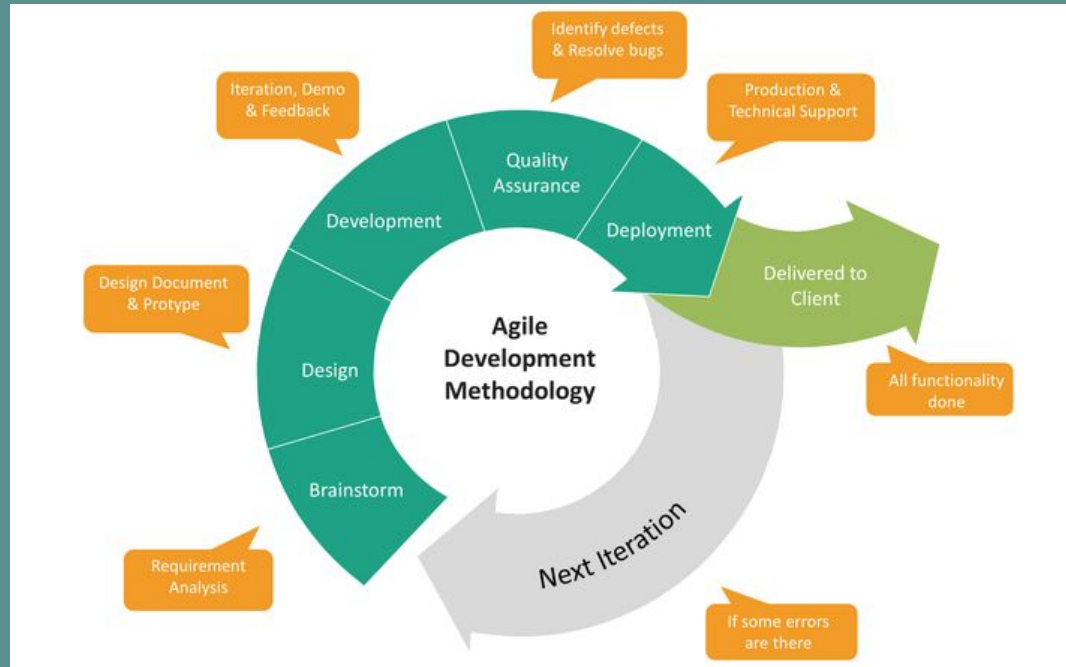 Identify defects
& Resolve bugs
Iteration, Demo
& Feedback
Production &
Technical Support
Quality
Assurance
Development
Deployment
Design Document
& Protype
Delivered to
Client
Agile
Development
Methodology
Design
All functionality
done
Brainstorm
Next Iteration
Requirement
Analysis
If some errors
are there